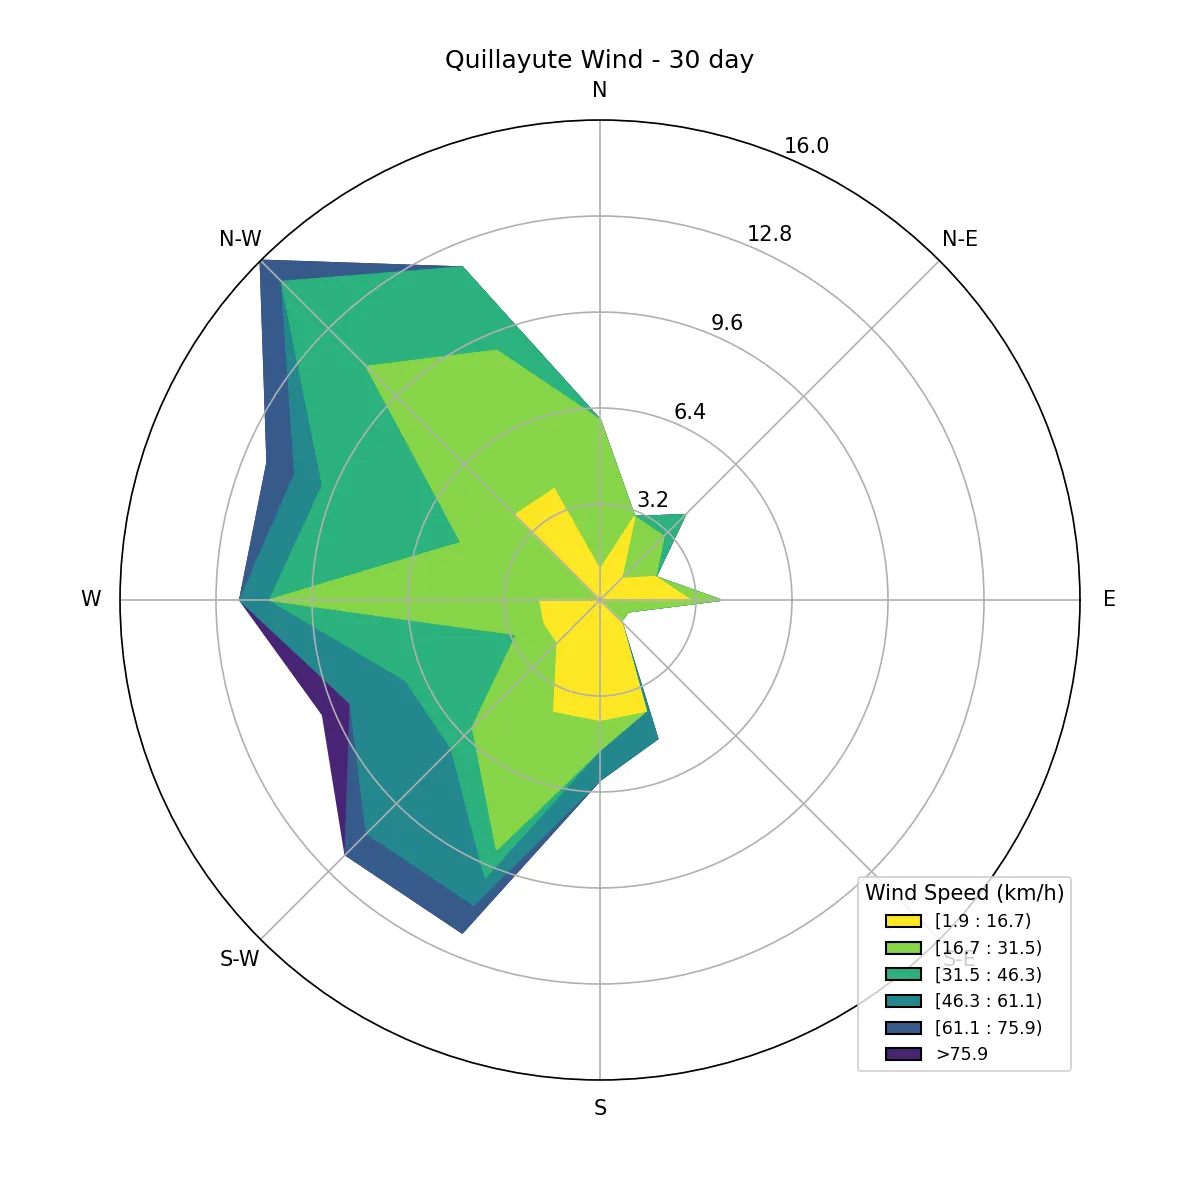 Quillayute Wind - 30 day
N
16.0
12.8
N-W
N-E
9.6
6.4
3.2
W
E
Wind Speed (km/h)
[1.9 : 16.7)
[16.7 : 31.5)
S-W
S-E
[31.5 : 46.3)
[46.3 : 61.1)
[61.1 : 75.9)
>75.9
S